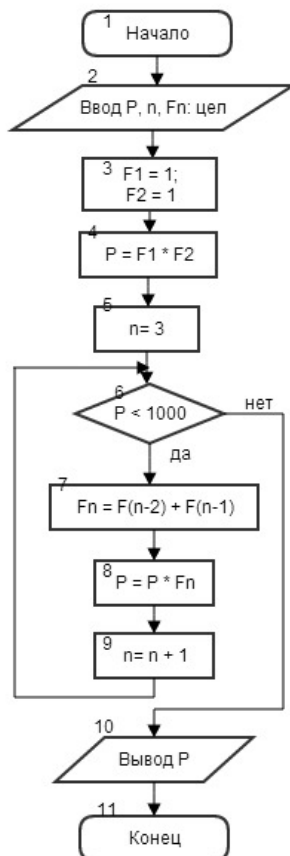 1
Начало
2
Ввод P, n, Fn: цел
3
F1 = 1;
F2 = 1
4
P = F1 * F2
5
n= 3
6
P < 1000
нет
да
7
Fn = F(n-2) + F(n-1)
8
P = P * Fn
9
n= n + 1
10
Вывод P
11
Конец